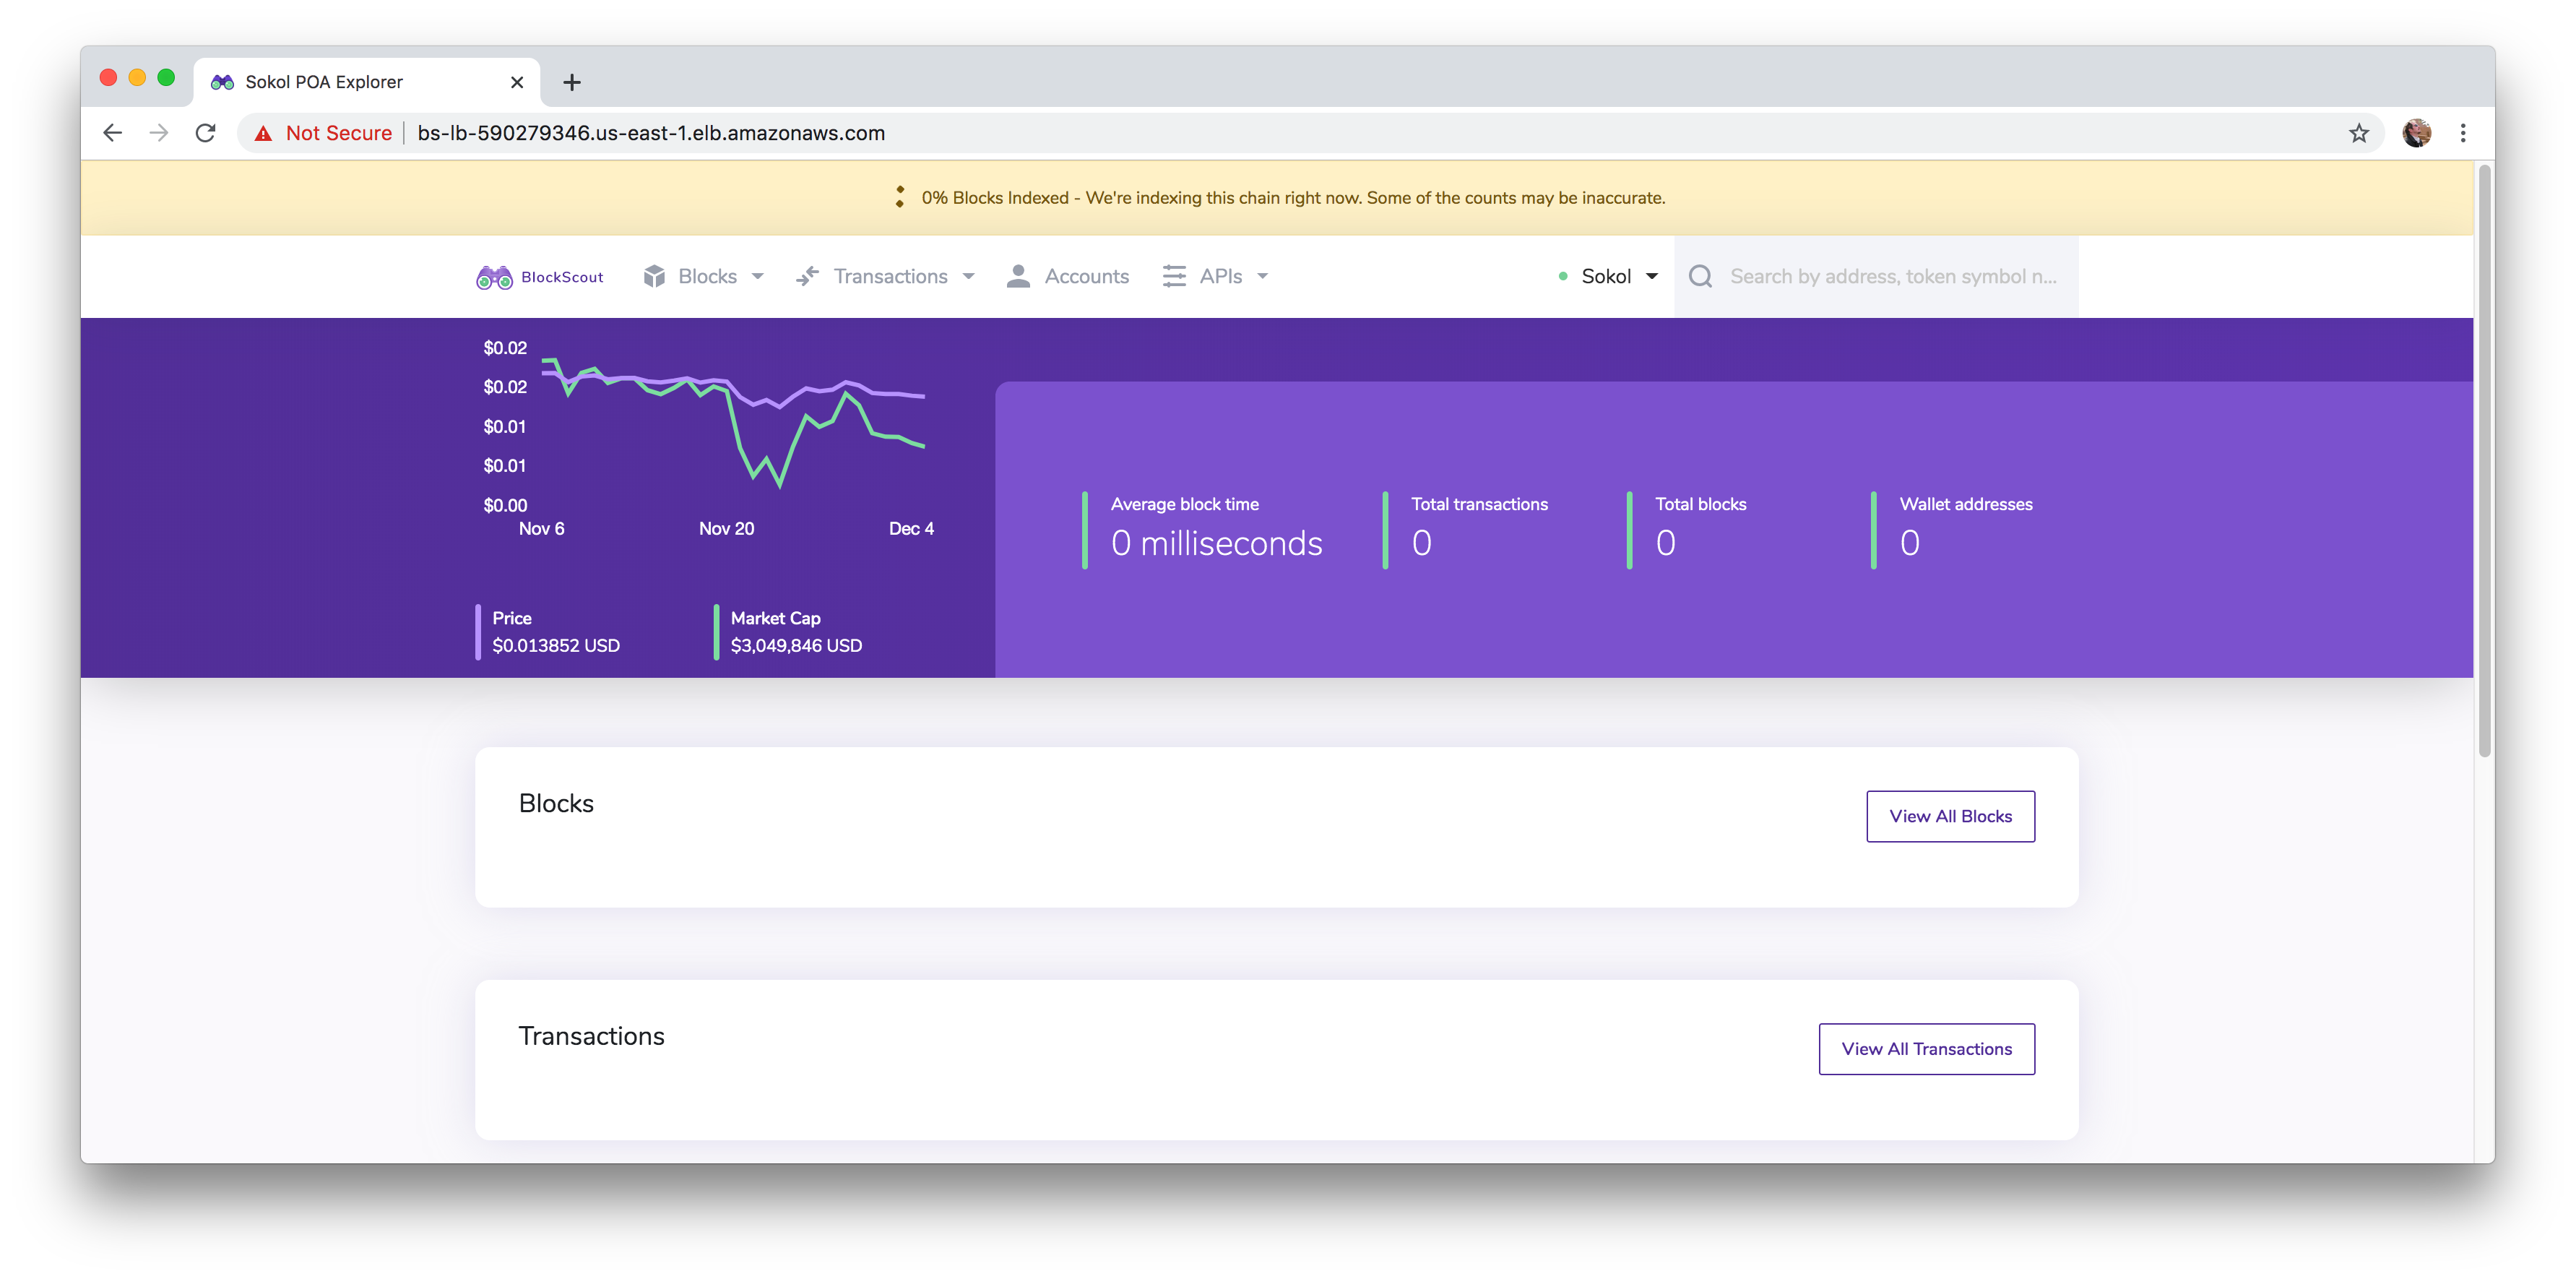 Sokol POA Explorer
Not Secure
bs-lb-590279346.us-east-1.elb.amazonaws.com
0% Blocks Indexed - We're indexing this chain right now. Some of the counts may be inaccurate.
BlockScout
Blocks
Transactions
Accounts
APIs
Sokol
Search by address, token symbol n...
$0.02
$0.02
$0.01
$0.01
$0.00
Nov 6
Nov 20
Dec 4
Price
$0.013852 USD
Market Cap
$3,049,846 USD
Average block time
0 milliseconds
Total transactions
0
Total blocks
0
Wallet addresses
0
Blocks
View All Blocks
Transactions
View All Transactions